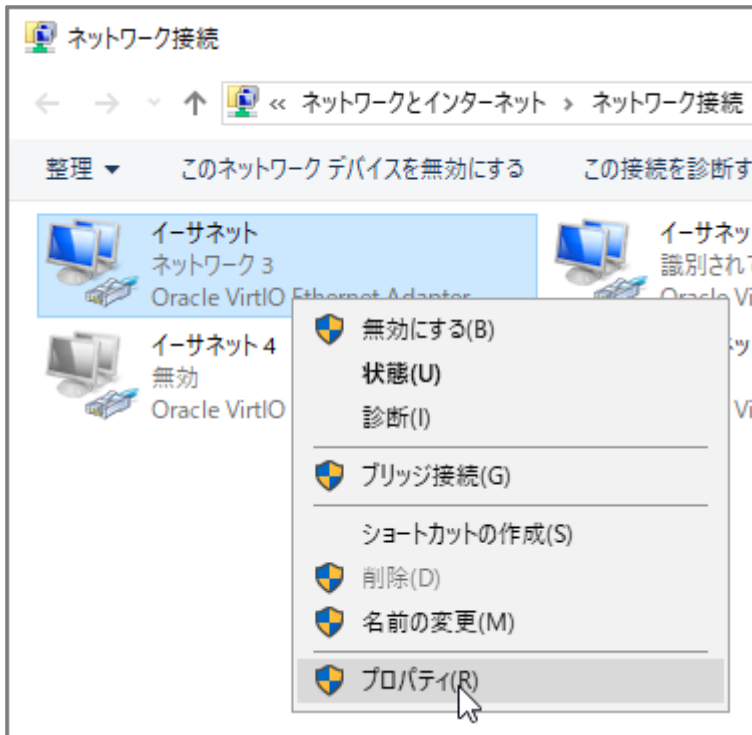 ネットワーク接続
« ネットワークとインターネット › ネットワーク接続
整理 このネットワーク デバイスを無効にする この接続を診断す
イーサネット
ネットワーク 3
Oracle VirtIO Ethernet Adapter
イーサネッ
識別され
Oracle Vi
イーサネット 4
無効
Oracle VirtIO
ネッ
Vi
無効にする(B)
状態(U)
診断(I)
ブリッジ接続(G)
ショートカットの作成(S)
削除(D)
名前の変更(M)
プロパティ(R)